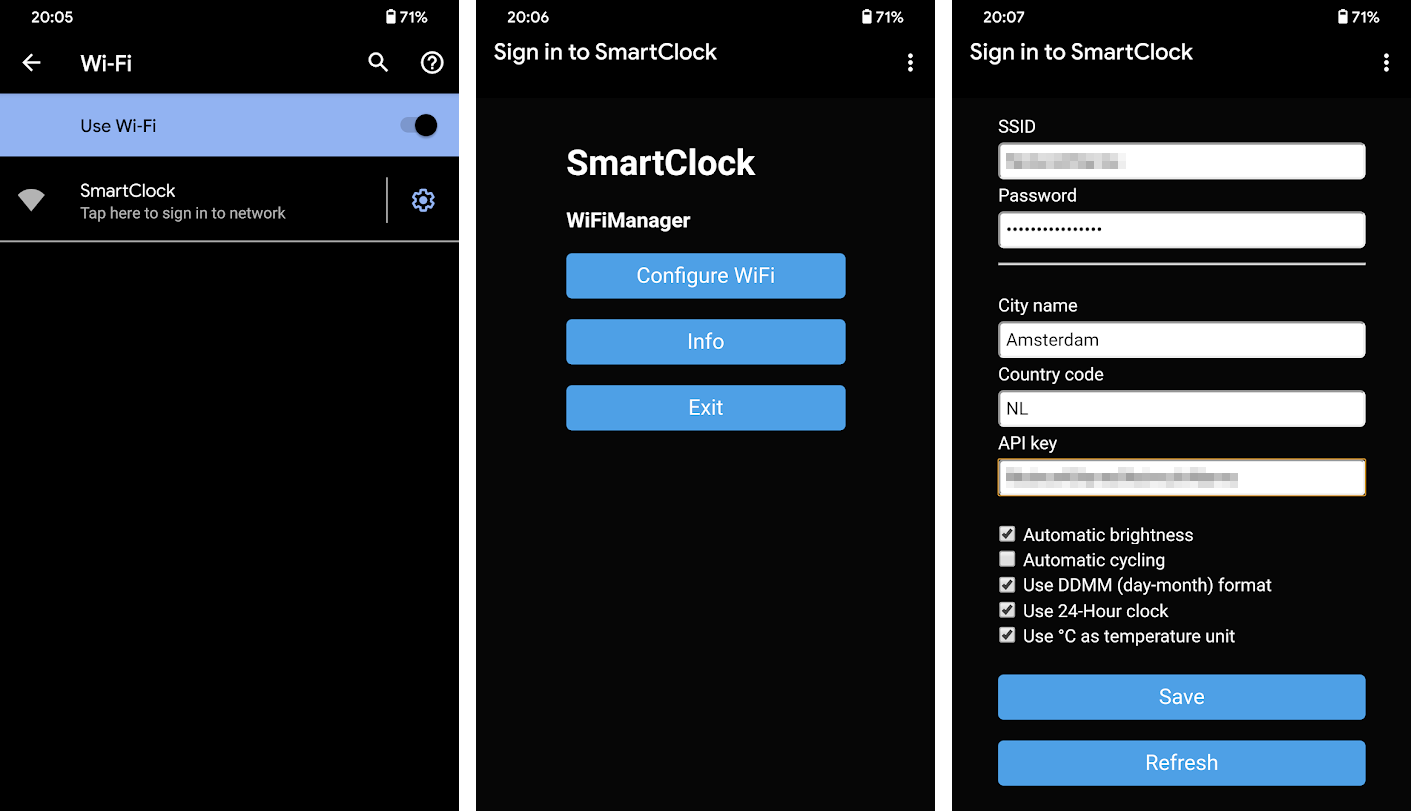 20:05
71%
Wi-Fi
Use Wi-Fi
SmartClock
Tap here to sign in to network
20:06
71%
Sign in to SmartClock
SmartClock
WiFiManager
Configure WiFi
Info
Exit
20:07
71%
Sign in to SmartClock
SSID
Password
••••••••••••••••
City name
Amsterdam
Country code
NL
API key
Automatic brightness
Automatic cycling
Use DDMM (day-month) format
Use 24-Hour clock
Use °C as temperature unit
Save
Refresh